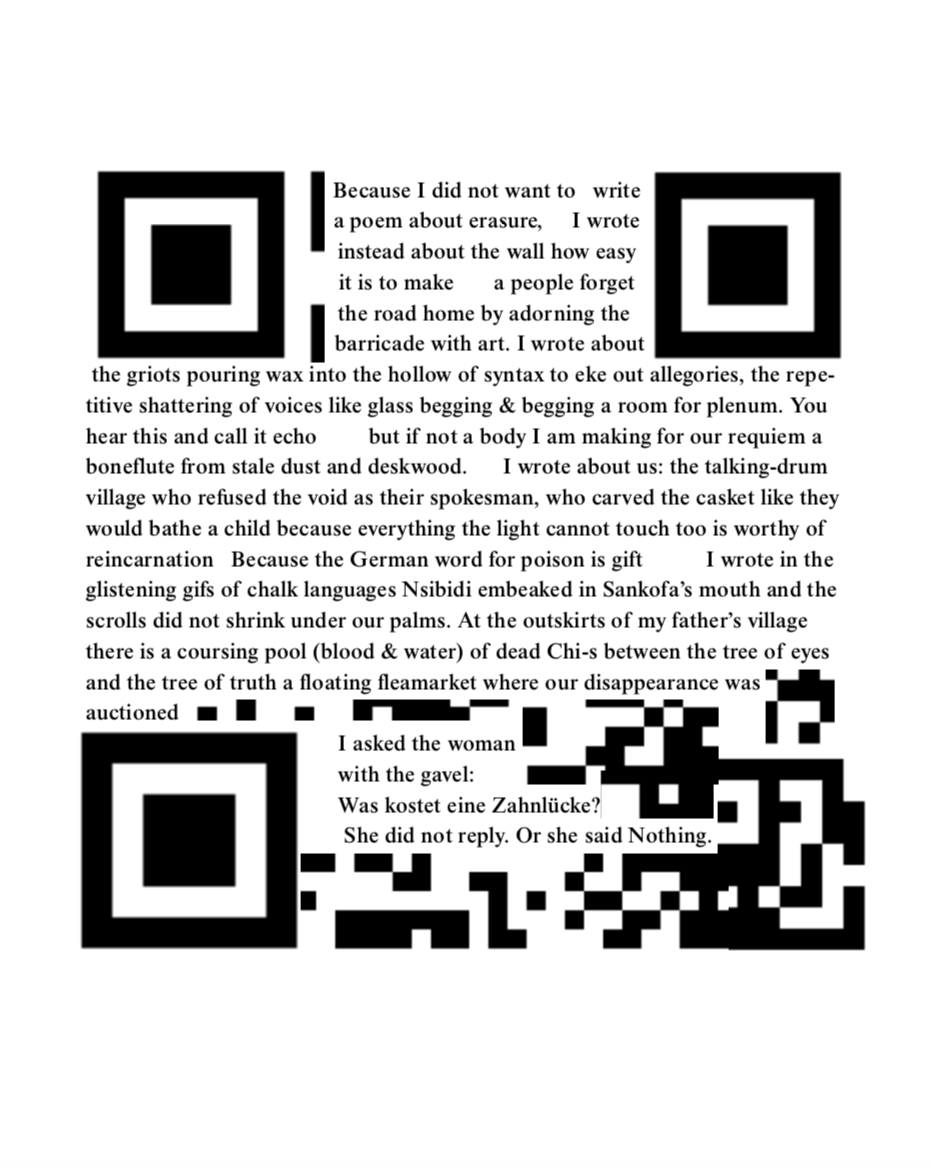 Because I did not want to write
a poem about erasure, I wrote
instead about the wall how easy
it is to make a people forget
the road home by adorning the
barricade with art. I wrote about
the griots pouring wax into the hollow of syntax to eke out allegories, the repe-
titive shattering of voices like glass begging & begging a room for plenum. You
hear this and call it echo but if not a body I am making for our requiem a
boneflute from stale dust and deskwood. I wrote about us: the talking-drum
village who refused the void as their spokesman, who carved the casket like they
would bathe a child because everything the light cannot touch too is worthy of
reincarnation Because the German word for poison is gift I wrote in the
glistening gifs of chalk languages Nsibidi embeaked in Sankofa’s mouth and the
scrolls did not shrink under our palms. At the outskirts of my father’s village
there is a coursing pool (blood & water) of dead Chi-s between the tree of eyes
and the tree of truth a floating fleamarket where our disappearance was
auctioned
I asked the woman
with the gavel:
Was kostet eine Zahnlücke?
She did not reply. Or she said Nothing.